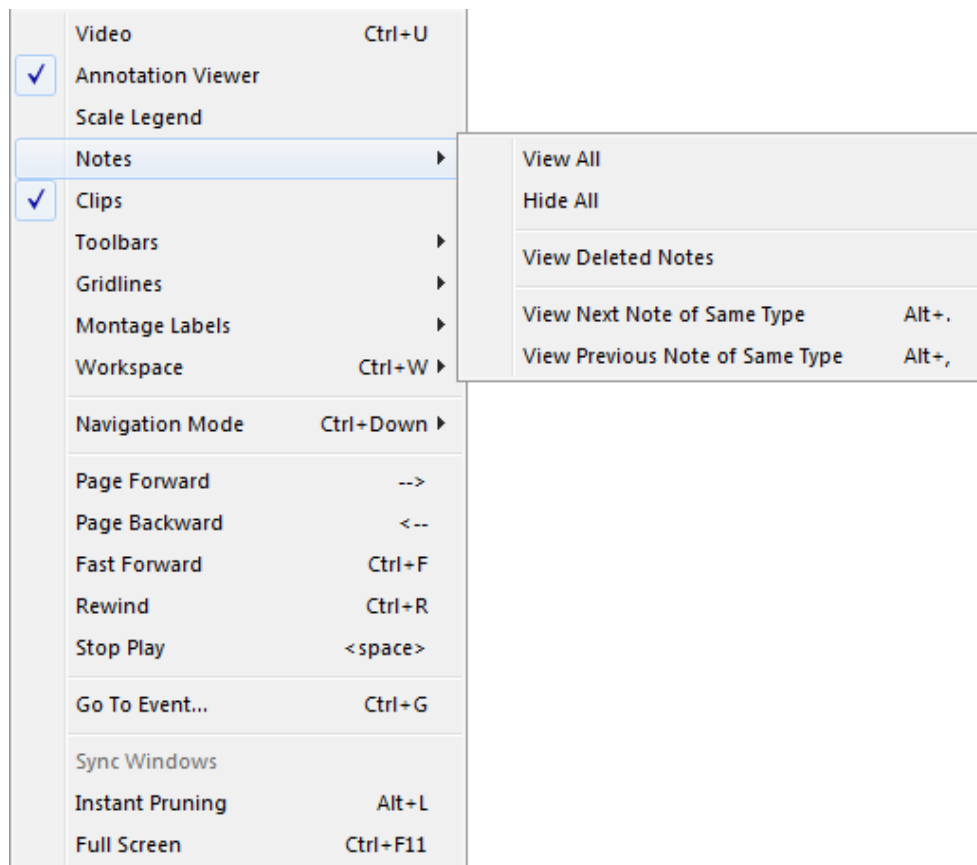 Video Ctrl+U
Annotation Viewer
Scale Legend
Notes
Clips
Toolbars
Gridlines
Montage Labels
Workspace Ctrl+W
Navigation Mode Ctrl+Down
Page Forward -->
Page Backward <--
Fast Forward Ctrl+F
Rewind Ctrl+R
Stop Play <space>
Go To Event... Ctrl+G
Sync Windows
Instant Pruning Alt+L
Full Screen Ctrl+F11
View All
Hide All
View Deleted Notes
View Next Note of Same Type Alt+.
View Previous Note of Same Type Alt+,